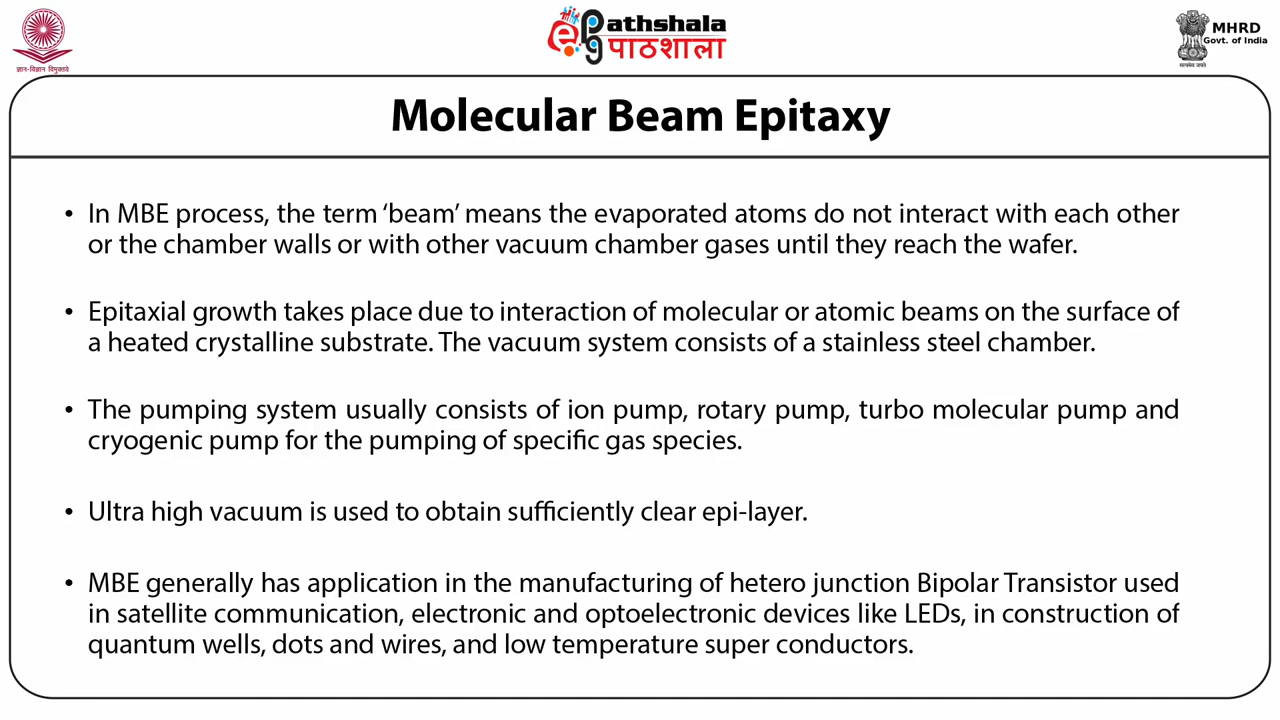 ज्ञान-विज्ञान विमुक्तये
ePathshala
पाठशाला
सत्यमेव जयते
MHRD
Govt. of India
Molecular Beam Epitaxy
• In MBE process, the term ‘beam’ means the evaporated atoms do not interact with each other
or the chamber walls or with other vacuum chamber gases until they reach the wafer.
• Epitaxial growth takes place due to interaction of molecular or atomic beams on the surface of
a heated crystalline substrate. The vacuum system consists of a stainless steel chamber.
• The pumping system usually consists of ion pump, rotary pump, turbo molecular pump and
cryogenic pump for the pumping of specific gas species.
• Ultra high vacuum is used to obtain sufficiently clear epi-layer.
• MBE generally has application in the manufacturing of hetero junction Bipolar Transistor used
in satellite communication, electronic and optoelectronic devices like LEDs, in construction of
quantum wells, dots and wires, and low temperature super conductors.